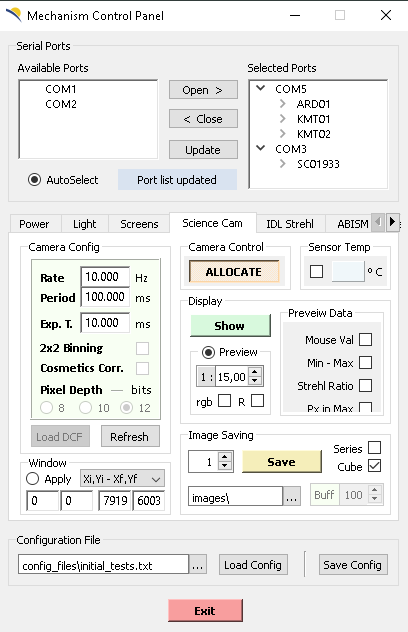 Mechanism Control Panel
Serial Ports
Available Ports
COM1
COM2
Open >
< Close
Update
Selected Ports
COM5
ARD01
KMT01
KMT02
COM3
SC01933
AutoSelect
Port list updated
Power Light Screens Science Cam IDL Strehl ABISM
Camera Config
Rate 10.000 Hz
Period 100.000 ms
Exp. T. 10.000 ms
2x2 Binning
Cosmetics Corr.
Pixel Depth — bits
8 10 12
Load DCF Refresh
Window
Apply Xi,Yi - Xf,Yf
0 0 7919 6003
Camera Control
ALLOCATE
Sensor Temp
º C
Display
Show
Preview
1 : 15,00
rgb R
Preveiw Data
Mouse Val
Min - Max
Strehl Ratio
Px in Max
Image Saving
1 Save
Series
Cube
images\ ...
Buff 100
Configuration File
config_files\initial_tests.txt ... Load Config Save Config
Exit